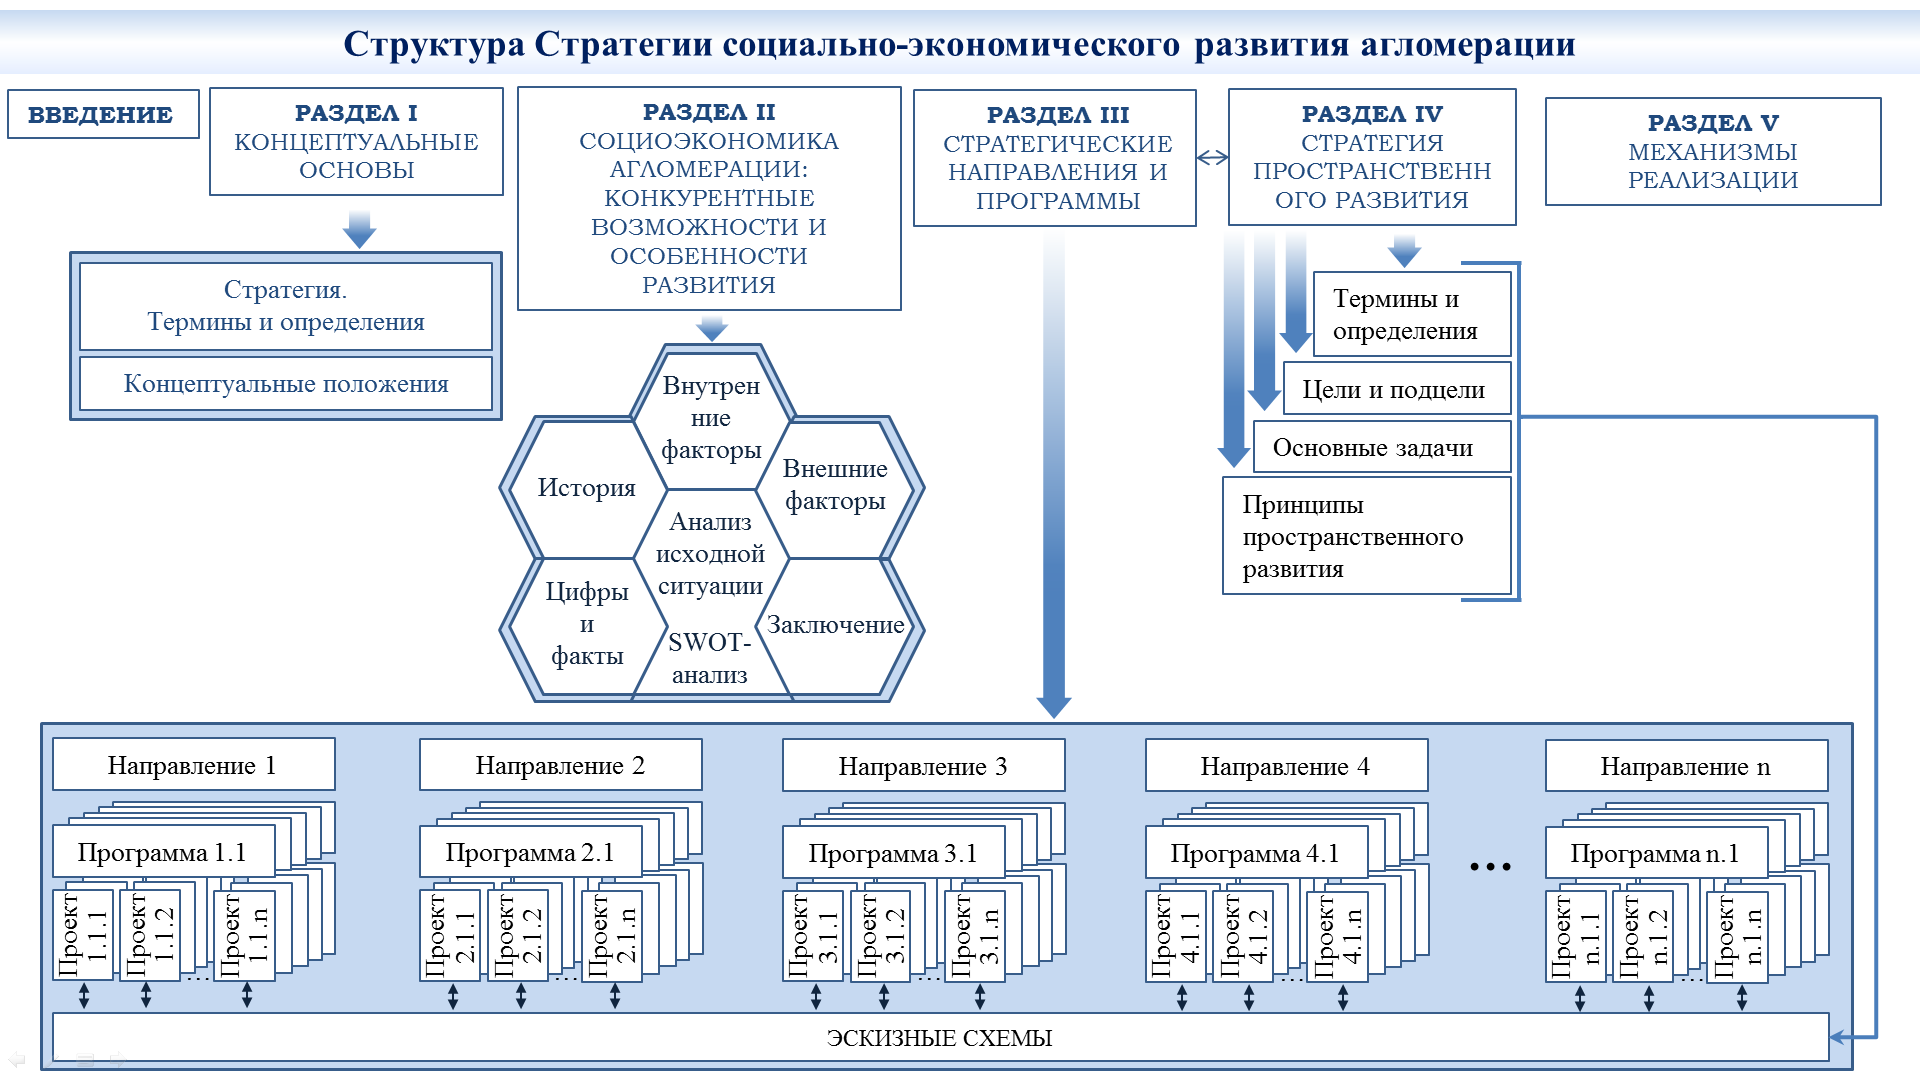 Структура Стратегии социально-экономического развития агломерации
ВВЕДЕНИЕ
РАЗДЕЛ I
КОНЦЕПТУАЛЬНЫЕ
ОСНОВЫ
Стратегия.
Термины и определения
Концептуальные положения
РАЗДЕЛ II
СОЦИОЭКОНОМИКА
АГЛОМЕРАЦИИ:
КОНКУРЕНТНЫЕ
ВОЗМОЖНОСТИ И
ОСОБЕННОСТИ
РАЗВИТИЯ
Внутрен
ние
факторы
История
Внешние
факторы
Анализ
исходной
ситуации
SWOT-
анализ
Цифры
и
факты
Заключение
РАЗДЕЛ III
СТРАТЕГИЧЕСКИЕ
НАПРАВЛЕНИЯ И
ПРОГРАММЫ
РАЗДЕЛ IV
СТРАТЕГИЯ
ПРОСТРАНСТВЕНН
ОГО РАЗВИТИЯ
Термины и
определения
Цели и подцели
Основные задачи
Принципы
пространственного
развития
РАЗДЕЛ V
МЕХАНИЗМЫ
РЕАЛИЗАЦИИ
Направление 1
Программа 1.1
Проект
1.1.1
Проект
1.1.2
...
Проект
1.1.n
Направление 2
Программа 2.1
Проект
2.1.1
Проект
2.1.2
...
Проект
2.1.n
Направление 3
Программа 3.1
Проект
3.1.1
Проект
3.1.2
...
Проект
3.1.n
Направление 4
Программа 4.1
Проект
4.1.1
Проект
4.1.2
...
Проект
4.1.n
...
Направление n
Программа n.1
Проект
n.1.1
Проект
n.1.2
...
Проект
n.1.n
ЭСКИЗНЫЕ СХЕМЫ